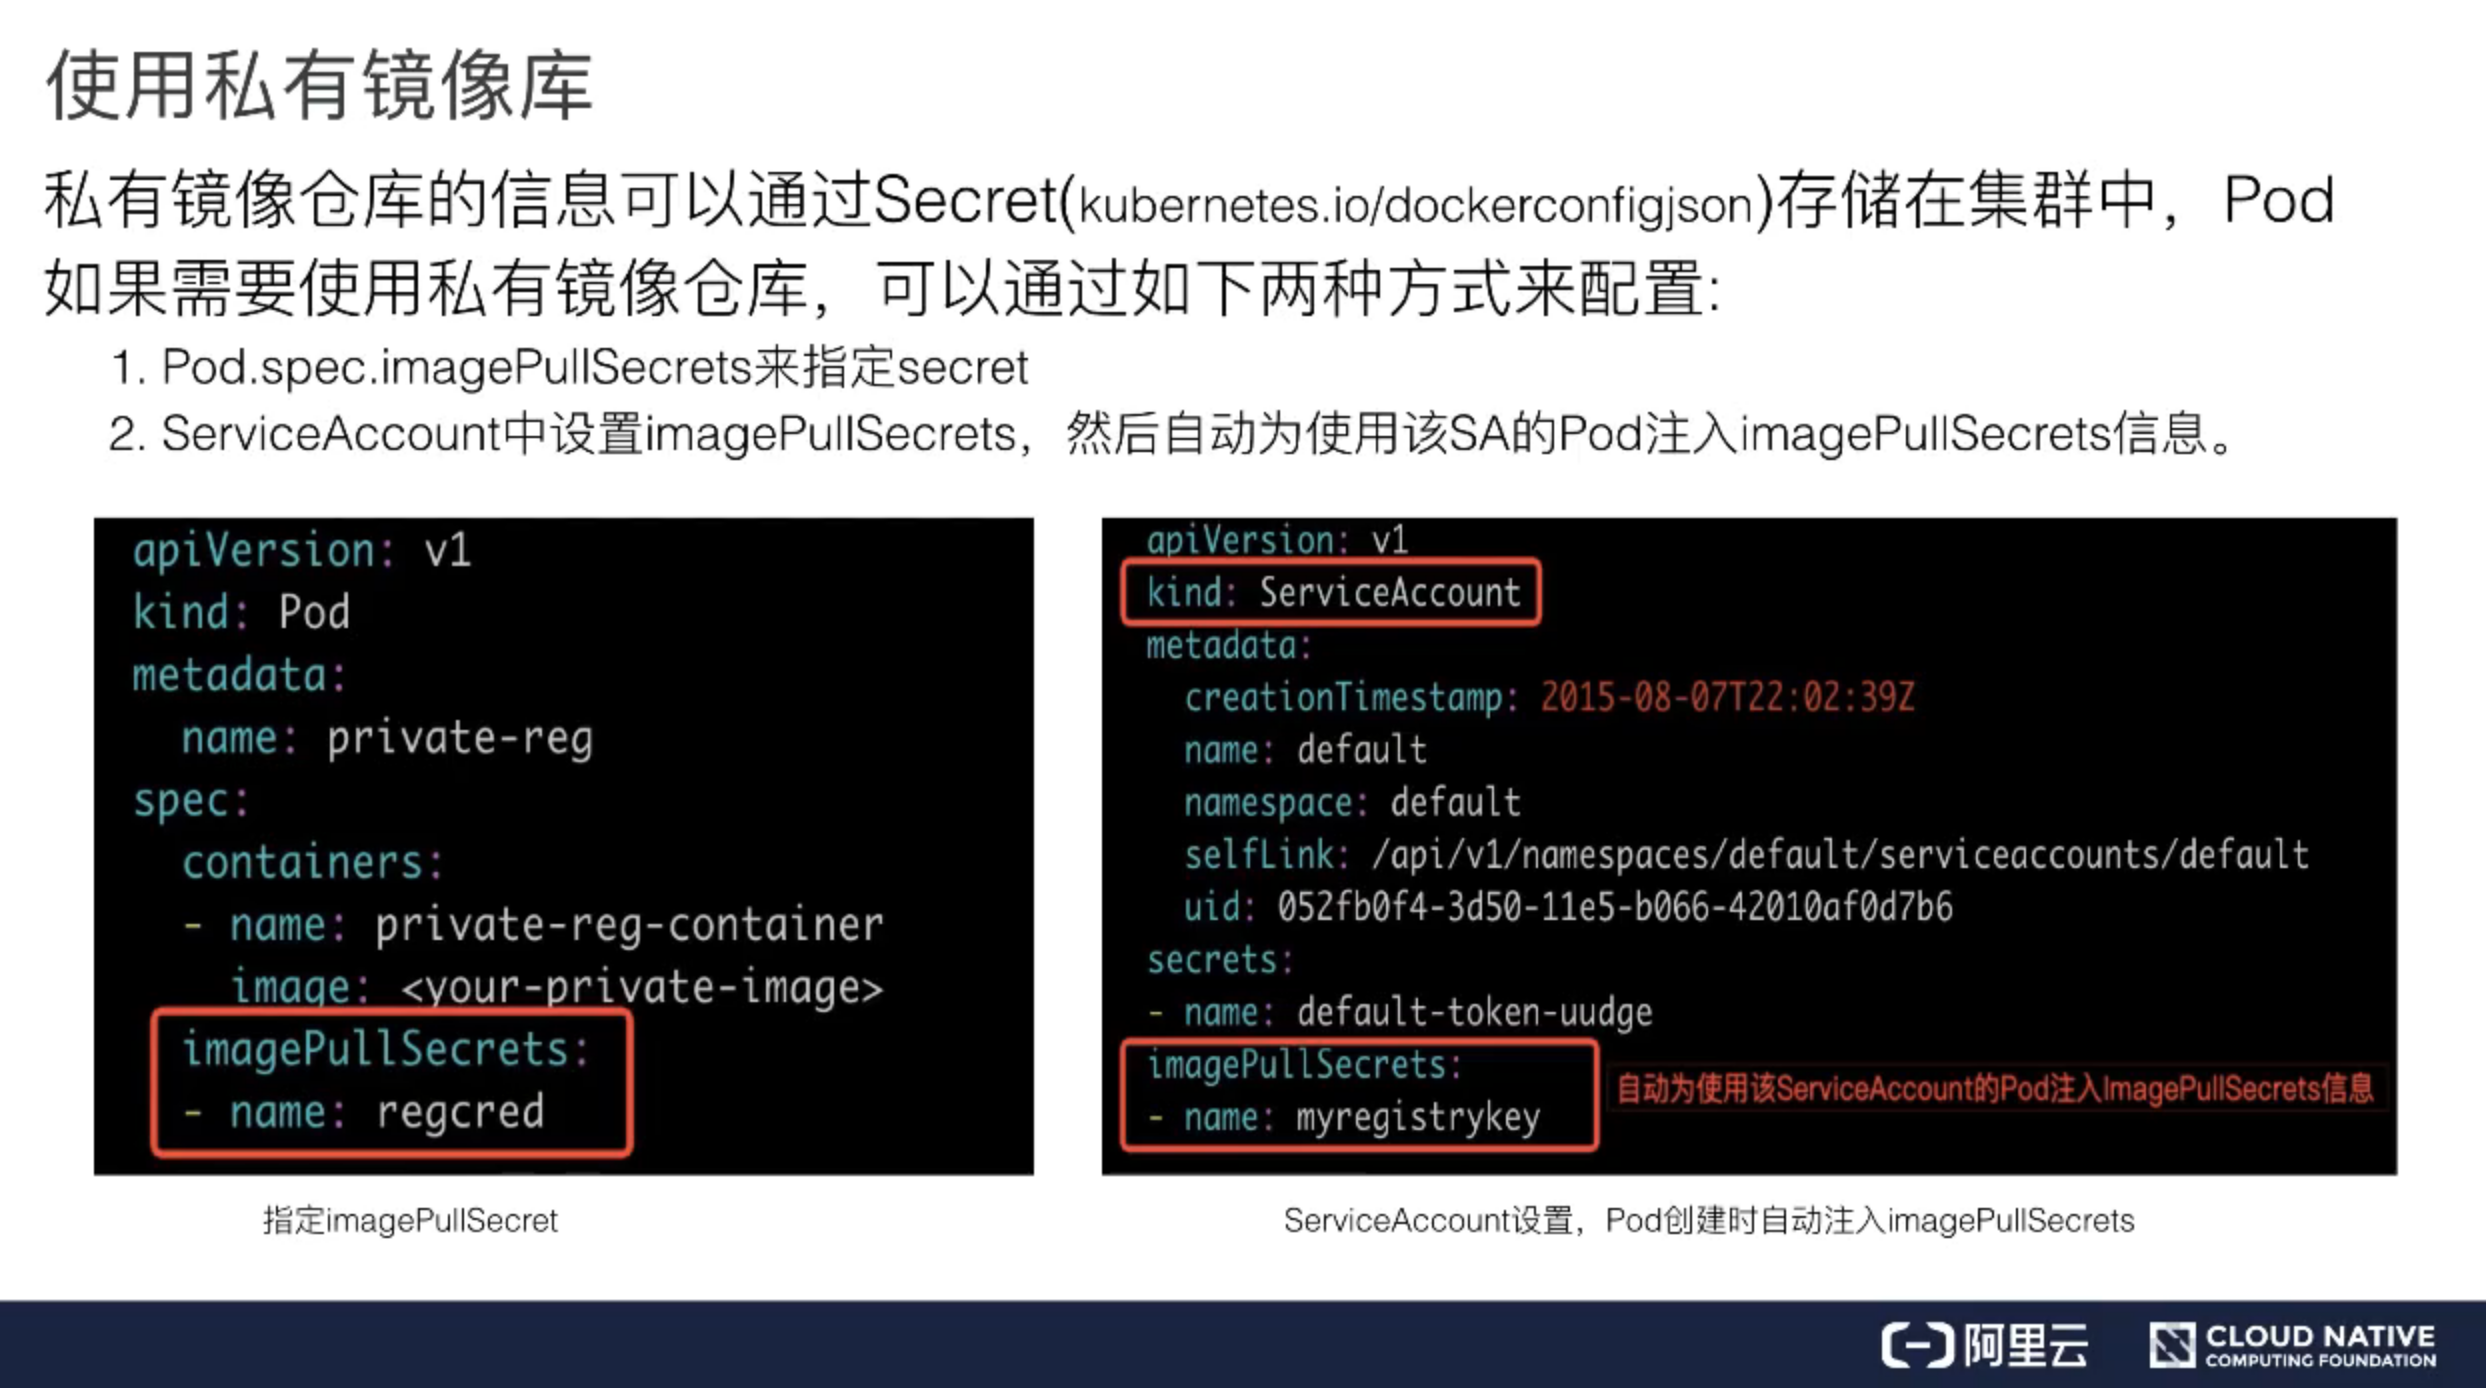 使用私有镜像库
私有镜像仓库的信息可以通过Secret(kubernetes.io/dockerconfigjson)存储在集群中，Pod
如果需要使用私有镜像仓库，可以通过如下两种方式来配置:
1. Pod.spec.imagePullSecrets来指定secret
2. ServiceAccount中设置imagePullSecrets，然后自动为使用该SA的Pod注入imagePullSecrets信息。
apiVersion: v1
kind: Pod
metadata:
  name: private-reg
spec:
  containers:
  - name: private-reg-container
    image: <your-private-image>
  imagePullSecrets:
  - name: regcred
指定imagePullSecret
apiVersion: v1
kind: ServiceAccount
metadata:
  creationTimestamp: 2015-08-07T22:02:39Z
  name: default
  namespace: default
  selfLink: /api/v1/namespaces/default/serviceaccounts/default
  uid: 052fb0f4-3d50-11e5-b066-42010af0d7b6
secrets:
- name: default-token-uudge
imagePullSecrets:
- name: myregistrykey
自动为使用该ServiceAccount的Pod注入ImagePullSecrets信息
ServiceAccount设置，Pod创建时自动注入imagePullSecrets
阿里云
CLOUD NATIVE
COMPUTING FOUNDATION